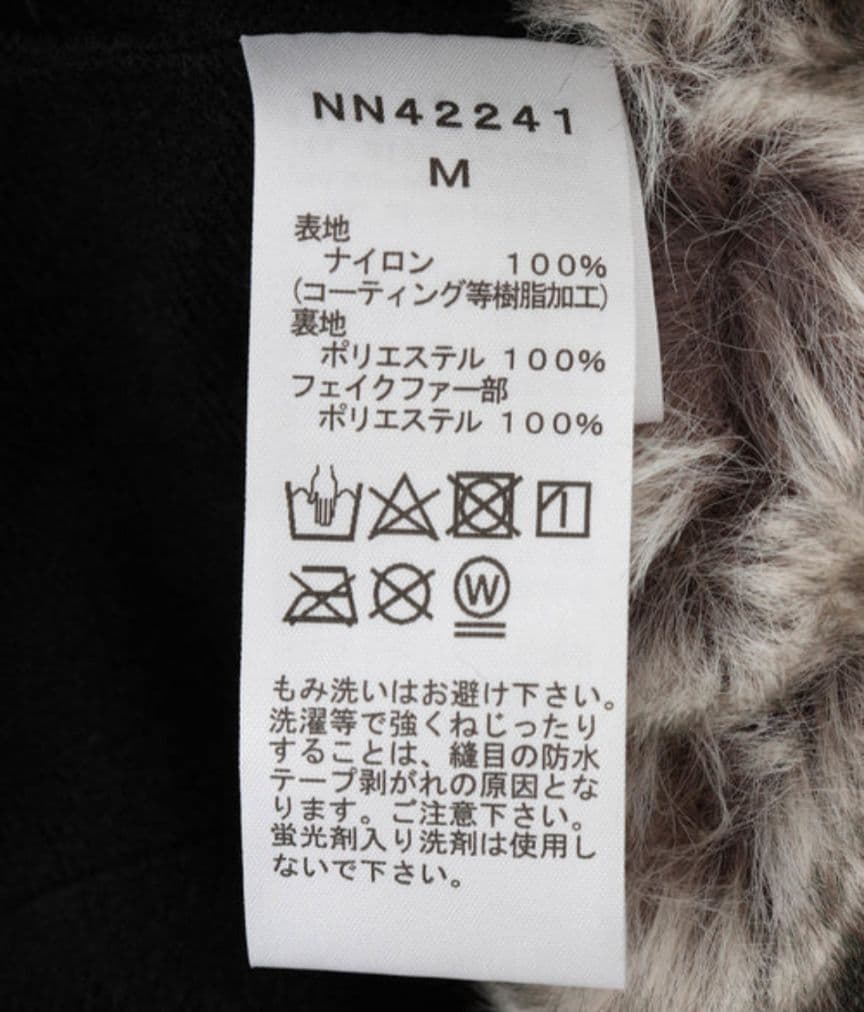 NN42241
M
表地
ナイロン 100%
(コーティング等樹脂加工)
裏地
ポリエステル 100%
フェイクファー部
ポリエステル 100%
W
もみ洗いはお避け下さい。
洗濯等で強くねじったり
することは、縫目の防水
テープ剥がれの原因とな
ります。ご注意下さい。
蛍光剤入り洗剤は使用し
ないで下さい。